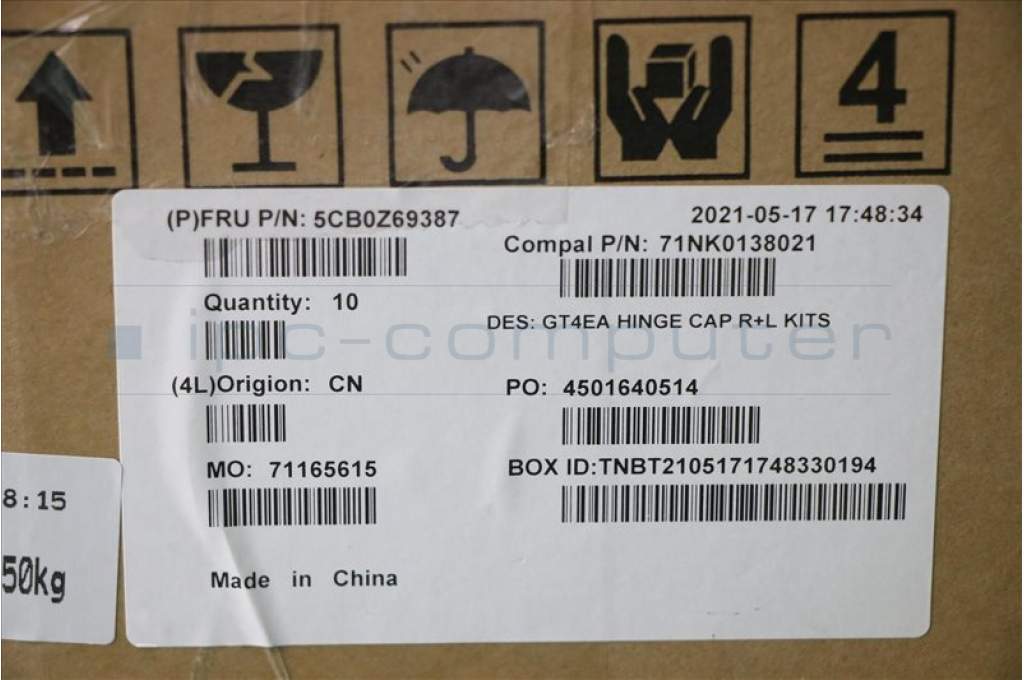 4
(P)FRU P/N: 5CB0Z69387
2021-05-17 17:48:34
Compal P/N: 71NK0138021
Quantity: 10
DES: GT4EA HINGE CAP R+L KITS
ipc-computer
(4L)Origion: CN
PO: 4501640514
MO: 71165615
BOX ID:TNBT2105171748330194
8:15
50kg
Made in China